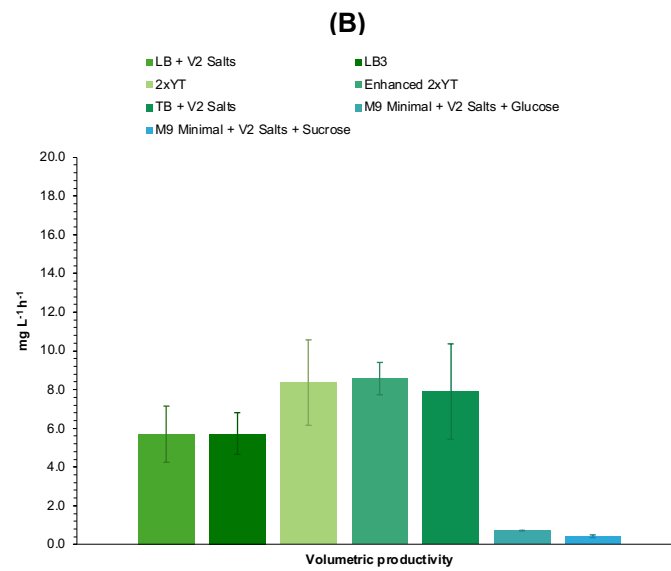 (B)
LB + V2 Salts
LB3
2xYT
Enhanced 2xYT
TB + V2 Salts
M9 Minimal + V2 Salts + Glucose
M9 Minimal + V2 Salts + Sucrose
20.0
18.0
16.0
14.0
12.0
10.0
8.0
6.0
4.0
2.0
0.0
mg L⁻¹h⁻¹
Volumetric productivity